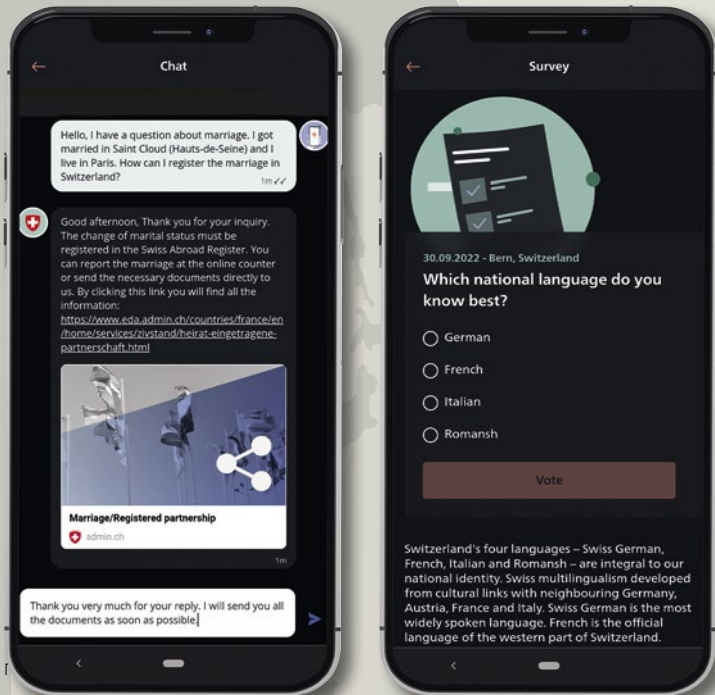 Chat
Hello, I have a question about marriage. I got
married in Saint Cloud (Hauts-de-Seine) and I
live in Paris. How can I register the marriage in
Switzerland?
1m
Good afternoon, Thank you for your inquiry.
The change of marital status must be
registered in the Swiss Abroad Register. You
can report the marriage at the online counter
or send the necessary documents directly to
us. By clicking this link you will find all the
information:
https://www.eda.admin.ch/countries/france/en
/home/services/zivstand/heirat-eingetragene-
partnerschaft.html
Marriage/Registered partnership
admin.ch
1m
Thank you very much for your reply. I will send you all
the documents as soon as possible.
Survey
30.09.2022 - Bern, Switzerland
Which national language do you
know best?
German
French
Italian
Romansh
Vote
Switzerland's four languages – Swiss German,
French, Italian and Romansh – are integral to our
national identity. Swiss multilingualism developed
from cultural links with neighbouring Germany,
Austria, France and Italy. Swiss German is the most
widely spoken language. French is the official
language of the western part of Switzerland.